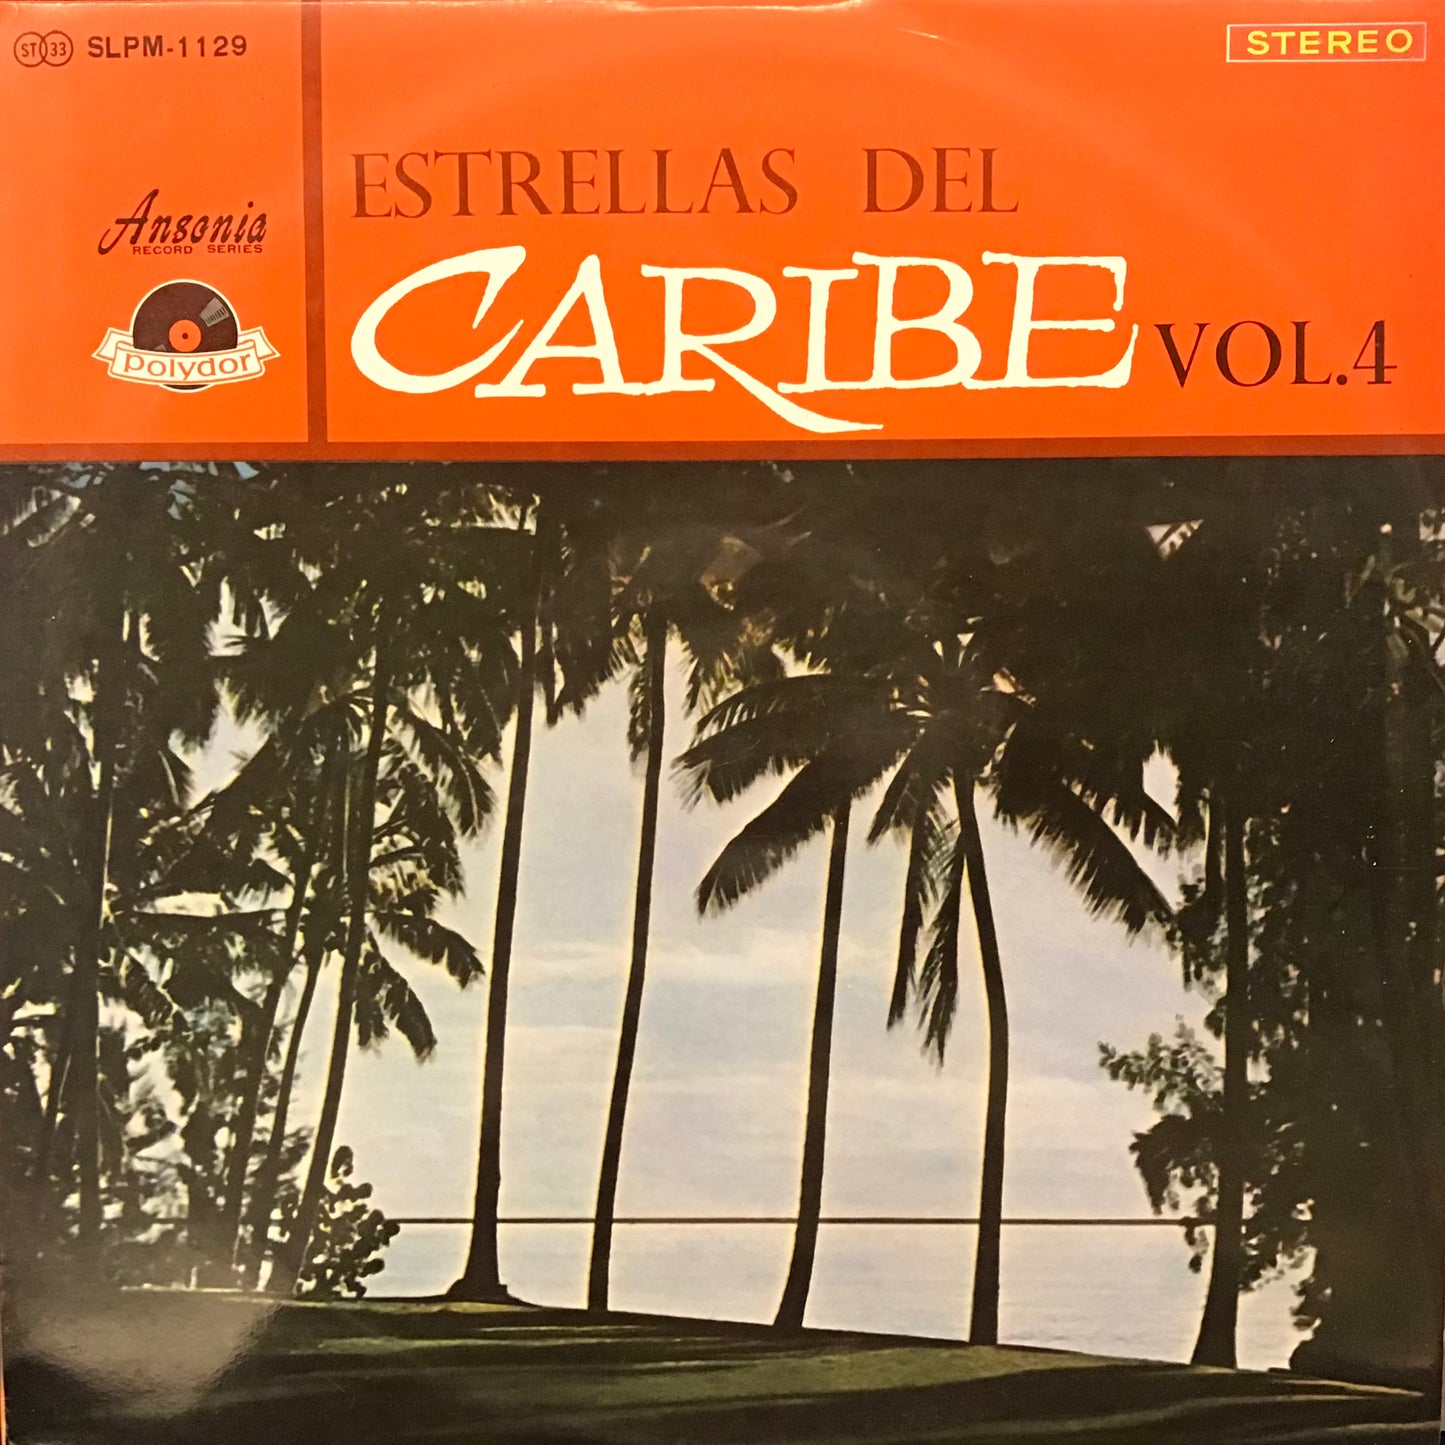 ST 33 SLPM-1129
STEREO
Ansonia
RECORD SERIES
polydor
ESTRELLAS DEL
CARIBE VOL.4